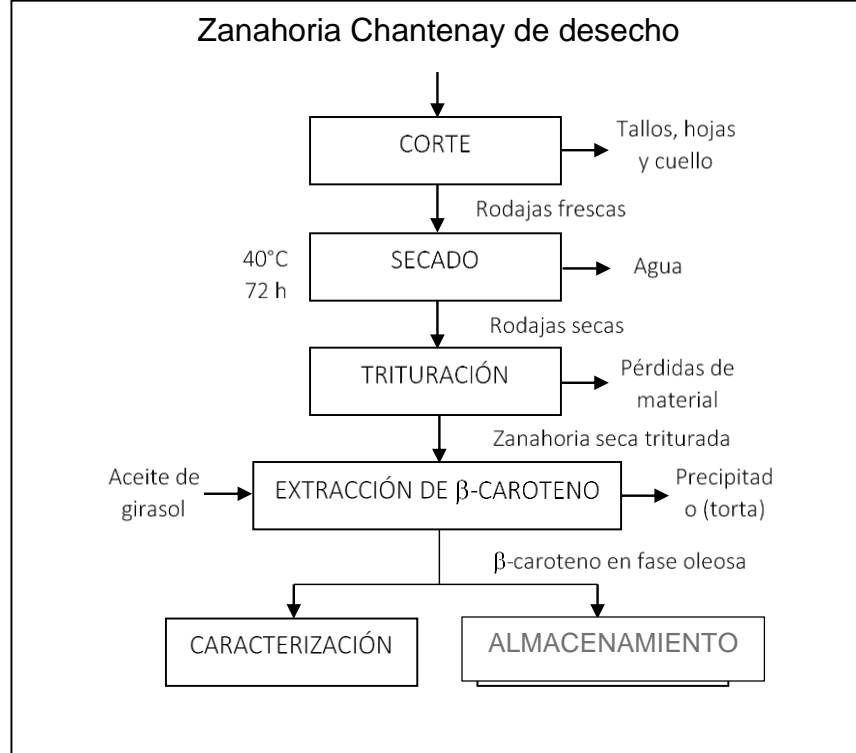 Zanahoria Chantenay de desecho
CORTE
Tallos, hojas
y cuello
Rodajas frescas
40°C
72 h
SECADO
Agua
Rodajas secas
TRITURACIÓN
Pérdidas de
material
Zanahoria seca triturada
Aceite de
girasol
EXTRACCIÓN DE β-CAROTENO
Precipitad
o (torta)
β-caroteno en fase oleosa
CARACTERIZACIÓN
ALMACENAMIENTO